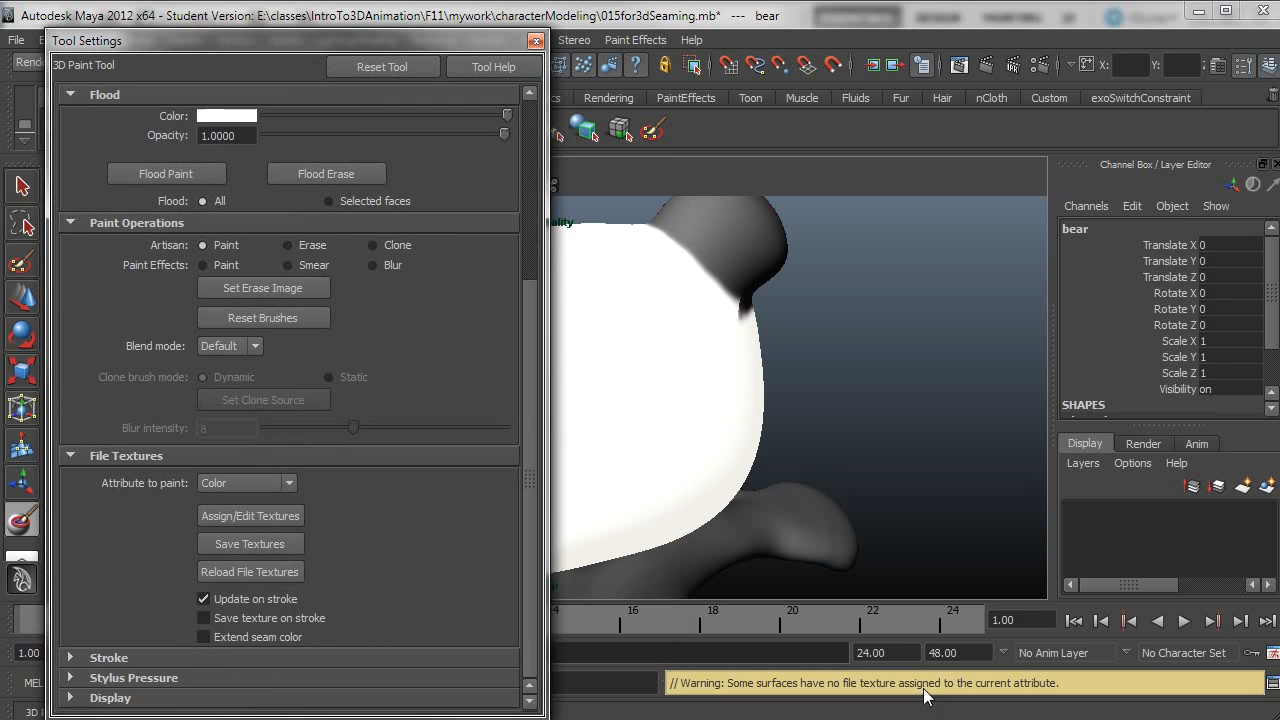 Autodesk Maya 2012 x64 - Student Version: E:\classes\IntroTo3DAnimation\F11\mywork\characterModeling\015for3dSeaming.mb* --- bear
File
Tool Settings
Stereo Paint Effects Help
3D Paint Tool Reset Tool Tool Help
X: Y:
Flood
Rendering PaintEffects Toon Muscle Fluids Fur Hair nCloth Custom exoSwitchConstraint
Color:
Opacity: 1.0000
Flood Paint Flood Erase
Flood: All Selected faces
Paint Operations
Artisan: Paint Erase Clone
Paint Effects: Paint Smear Blur
Set Erase Image
Reset Brushes
Blend mode: Default
Clone brush mode: Dynamic Static
Set Clone Source
Blur intensity: 8
File Textures
Attribute to paint: Color
Assign/Edit Textures
Save Textures
Reload File Textures
Update on stroke
Save texture on stroke
Extend seam color
Stroke
Stylus Pressure
Display
Channel Box / Layer Editor
Channels Edit Object Show
bear
Translate X 0
Translate Y 0
Translate Z 0
Rotate X 0
Rotate Y 0
Rotate Z 0
Scale X 1
Scale Y 1
Scale Z 1
Visibility on
SHAPES
Display Render Anim
Layers Options Help
16 18 20 22 24 1.00
1.00 24.00 48.00 No Anim Layer No Character Set
MEL
// Warning: Some surfaces have no file texture assigned to the current attribute.